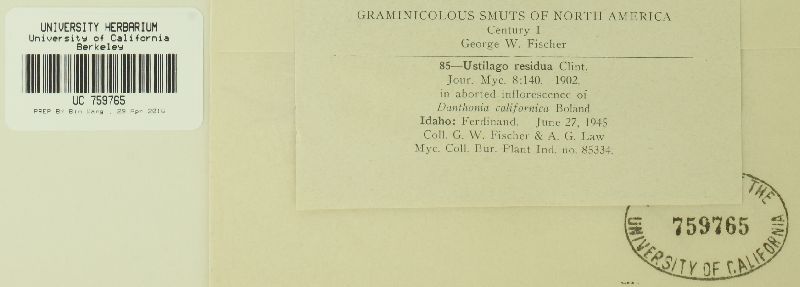 UNIVERSITY HERBARIUM
University of California
Berkeley
UC 759765
PREP BY Bin Wang , 29 Apr 2016
GRAMINICOLOUS SMUTS OF NORTH AMERICA
Century I
George W. Fischer
85—Ustilago residua Clint.
Jour. Myc. 8:140. 1902.
in aborted inflorescence of
Danthonia californica Boland
Idaho: Ferdinand. June 27, 1945
Coll. G. W. Fischer & A. G. Law
Myc. Coll. Bur. Plant Ind. no. 85334.
OF THE
759765
UNIVERSITY OF CALIFORNIA